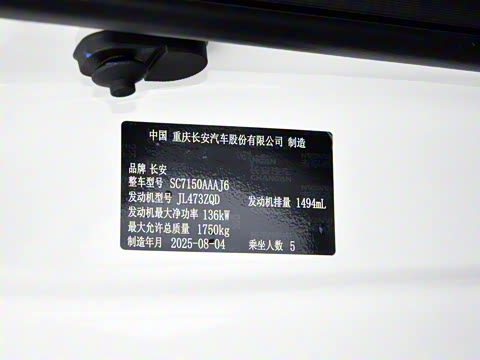 中国 重庆长安汽车股份有限公司 制造
品牌 长安
整车型号 SC7150AAAJ6
发动机型号 JL473ZQD 发动机排量 1494mL
发动机最大净功率 136kW
最大允许总质量 1750kg
制造年月 2025-08-04 乘坐人数 5